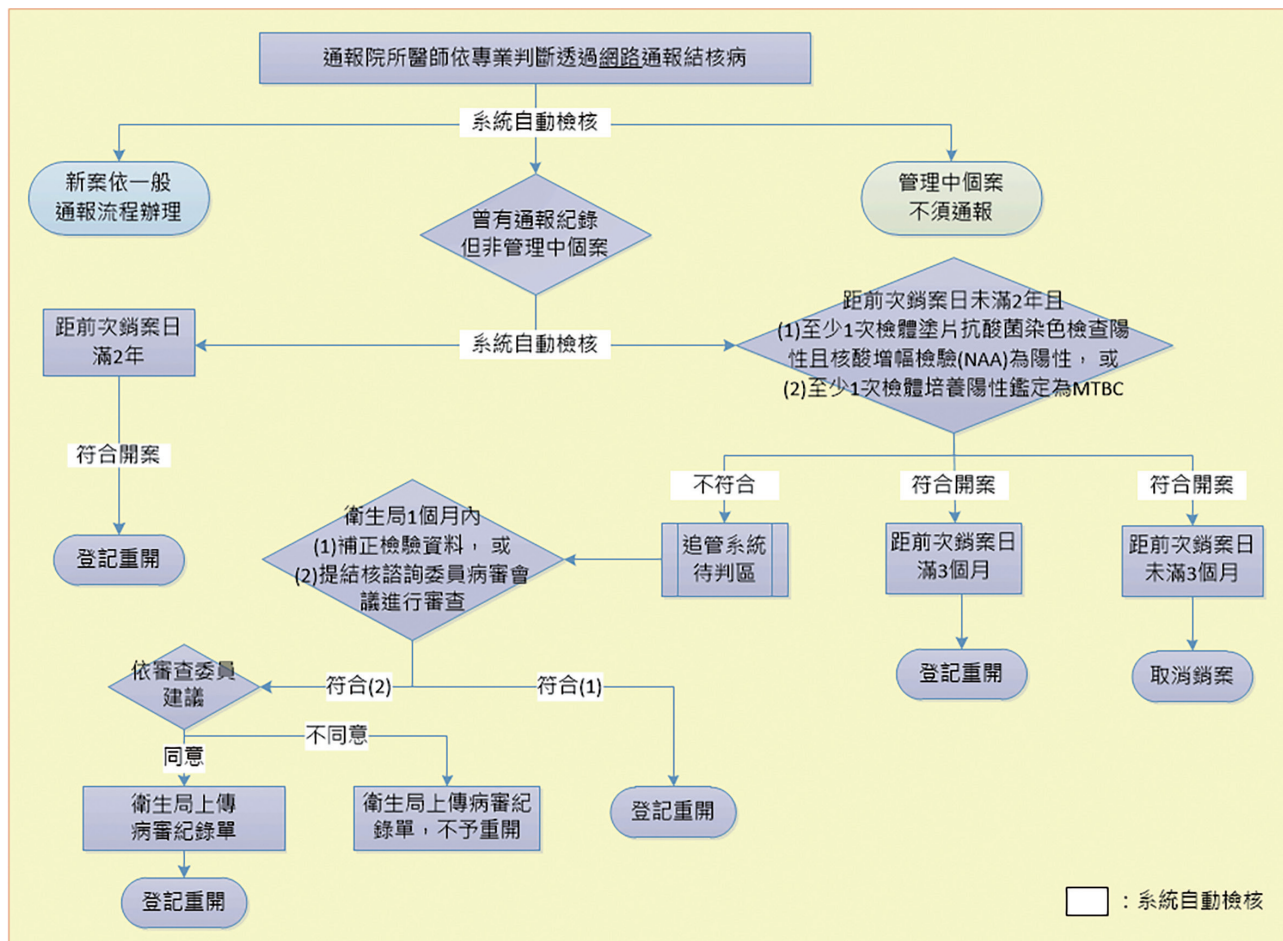 通報院所醫師依專業判斷透過網路通報結核病
系統自動檢核
新案依一般
通報流程辦理
曾有通報紀錄
但非管理中個案
管理中個案
不須通報
距前次銷案日
滿2年
系統自動檢核
距前次銷案日未滿2年且
(1)至少1次檢體塗片抗酸菌染色檢查陽
性且核酸增幅檢驗(NAA)為陽性，或
(2)至少1次檢體培養陽性鑑定為MTBC
符合開案
不符合
符合開案
符合開案
登記重開
衛生局1個月內
(1)補正檢驗資料，或
(2)提結核諮詢委員病審會
議進行審查
追管系統
待判區
距前次銷案日
滿3個月
距前次銷案日
未滿3個月
登記重開
取消銷案
依審查委員
建議
符合(2)
符合(1)
同意
不同意
衛生局上傳
病審紀錄單
衛生局上傳病審紀
錄單，不予重開
登記重開
登記重開
：系統自動檢核